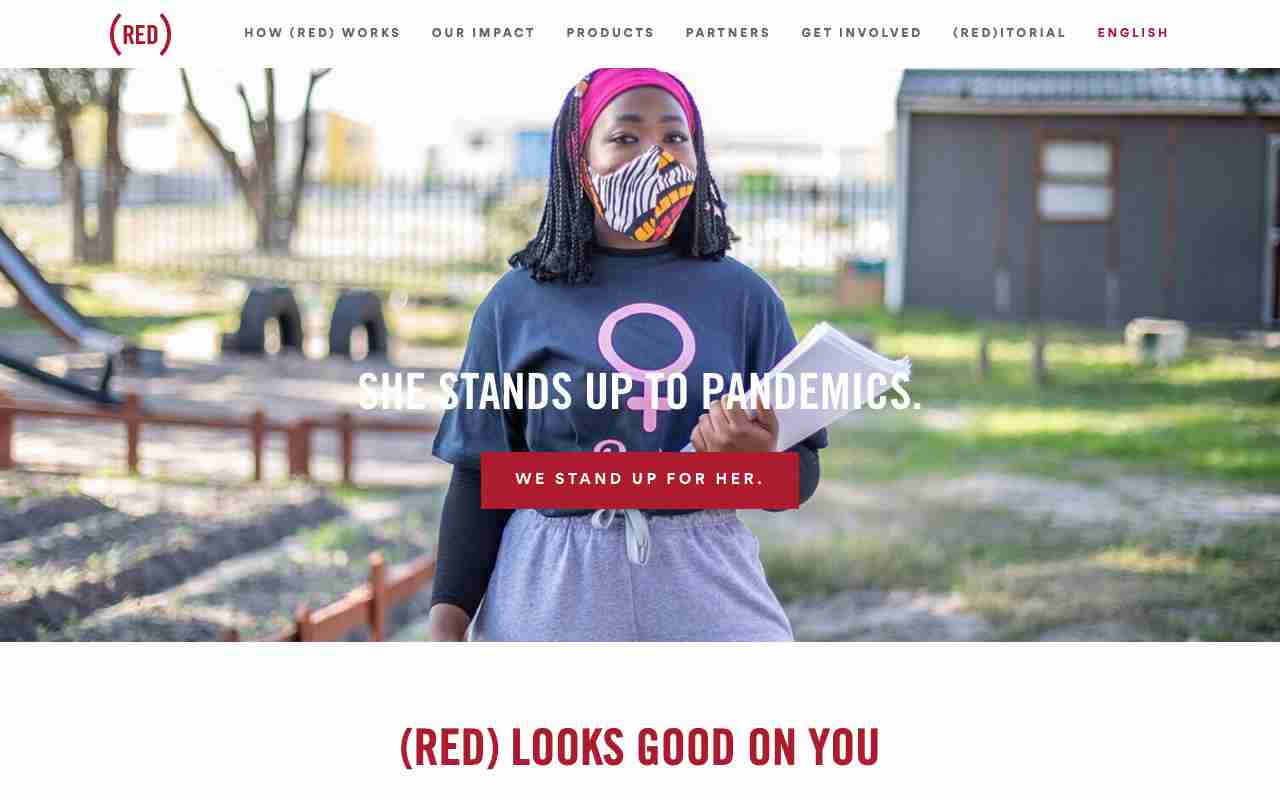 (RED)
HOW (RED) WORKS
OUR IMPACT
PRODUCTS
PARTNERS
GET INVOLVED
(RED)ITORIAL
ENGLISH
SHE STANDS UP TO PANDEMICS.
WE STAND UP FOR HER.
(RED) LOOKS GOOD ON YOU